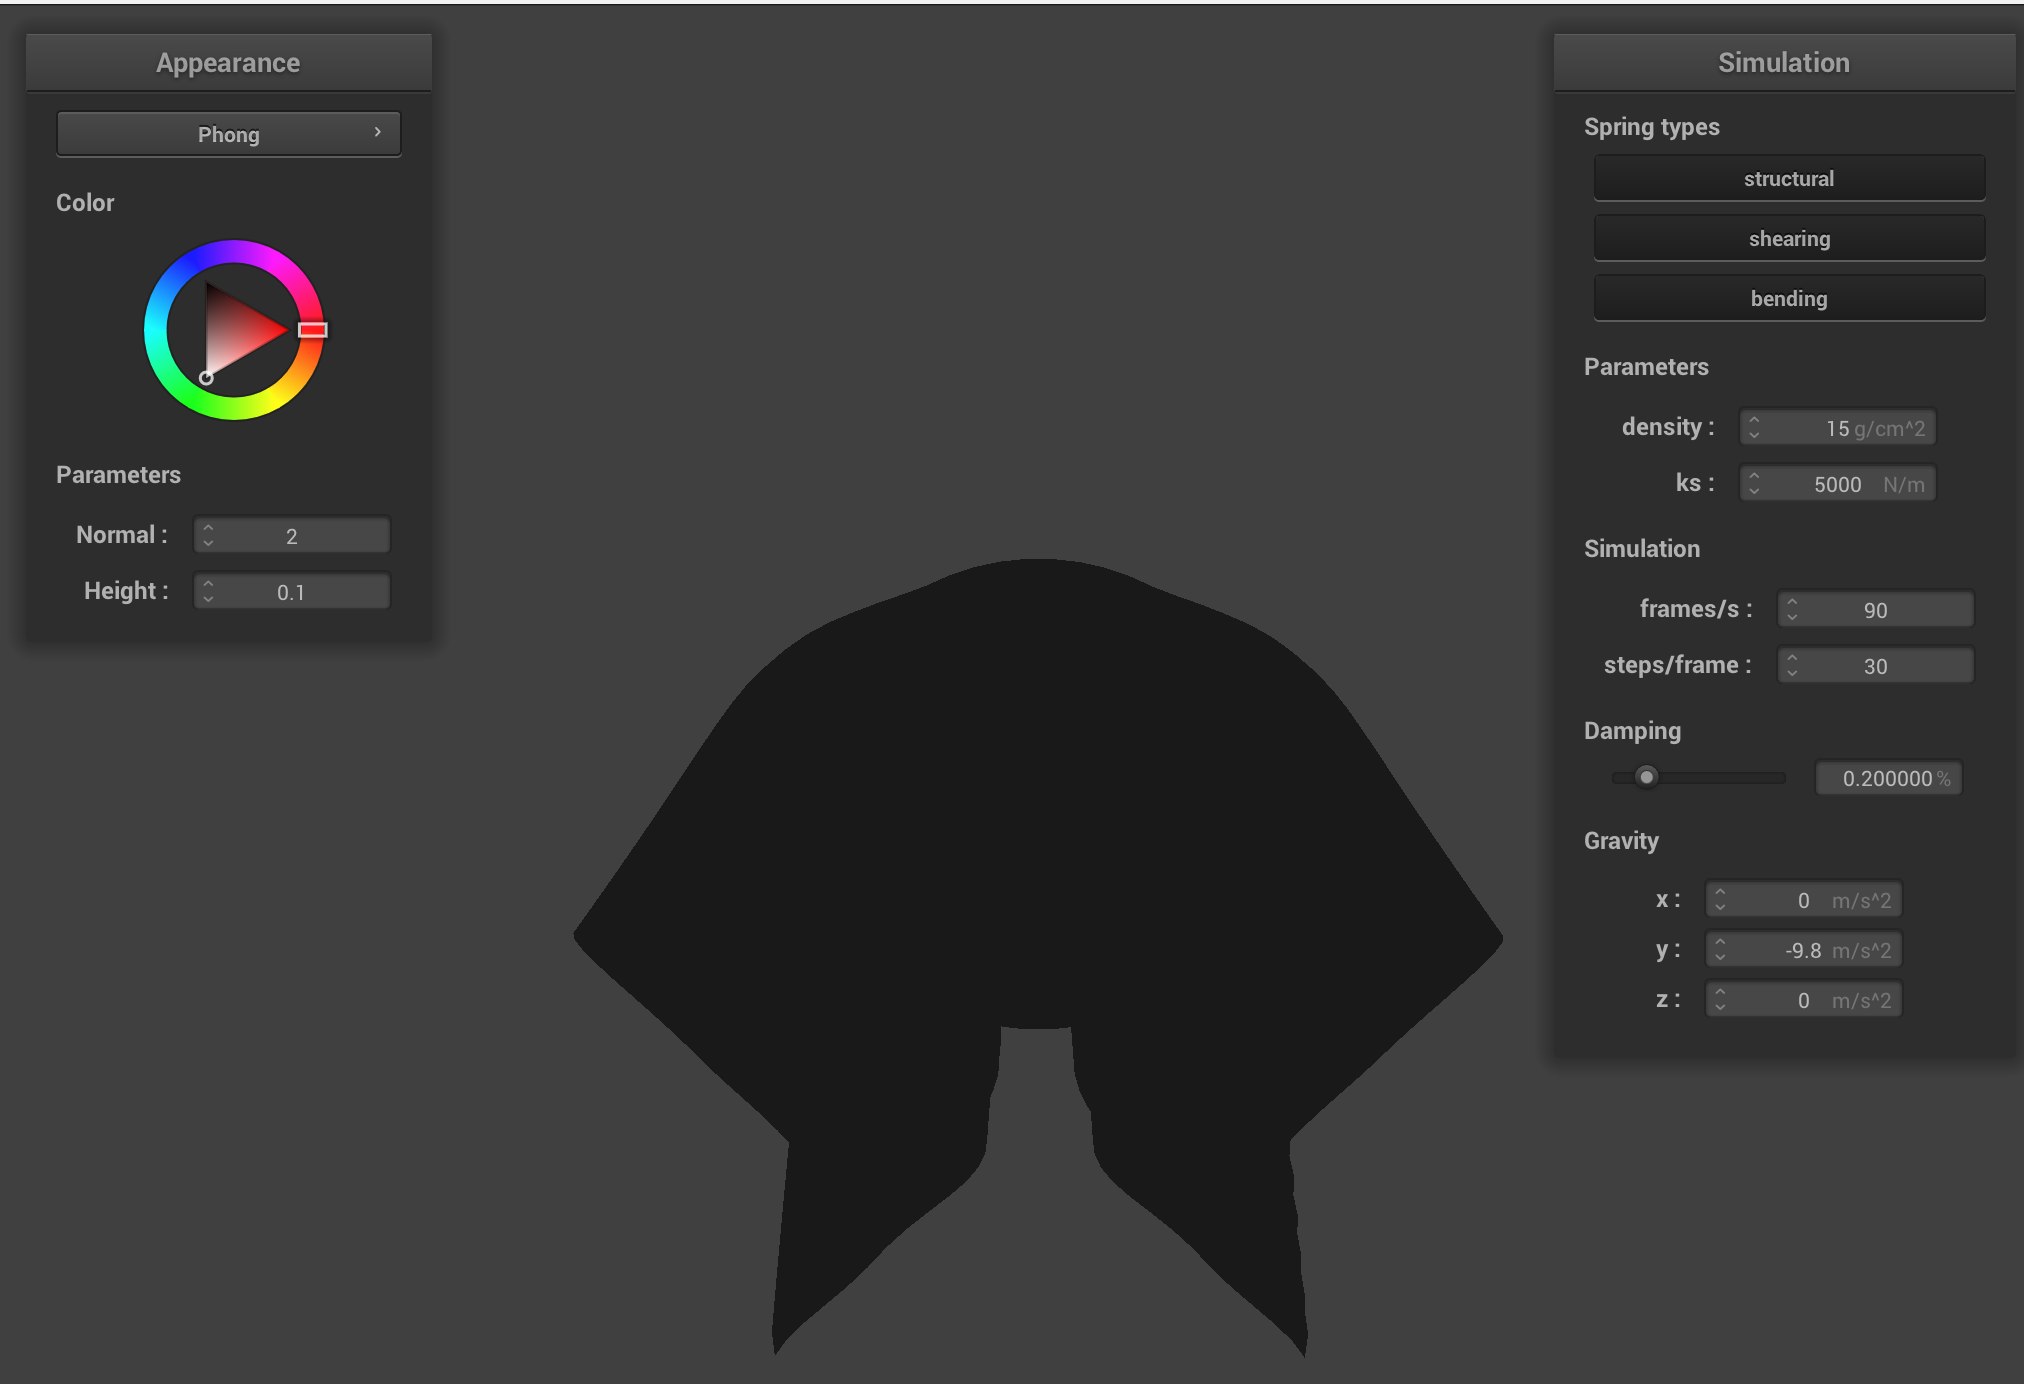 Appearance
Phong
Color
Parameters
Normal : 2
Height : 0.1
Simulation
Spring types
structural
shearing
bending
Parameters
density : 15 g/cm^2
ks : 5000 N/m
Simulation
frames/s : 90
steps/frame : 30
Damping
0.200000 %
Gravity
x : 0 m/s^2
y : -9.8 m/s^2
z : 0 m/s^2